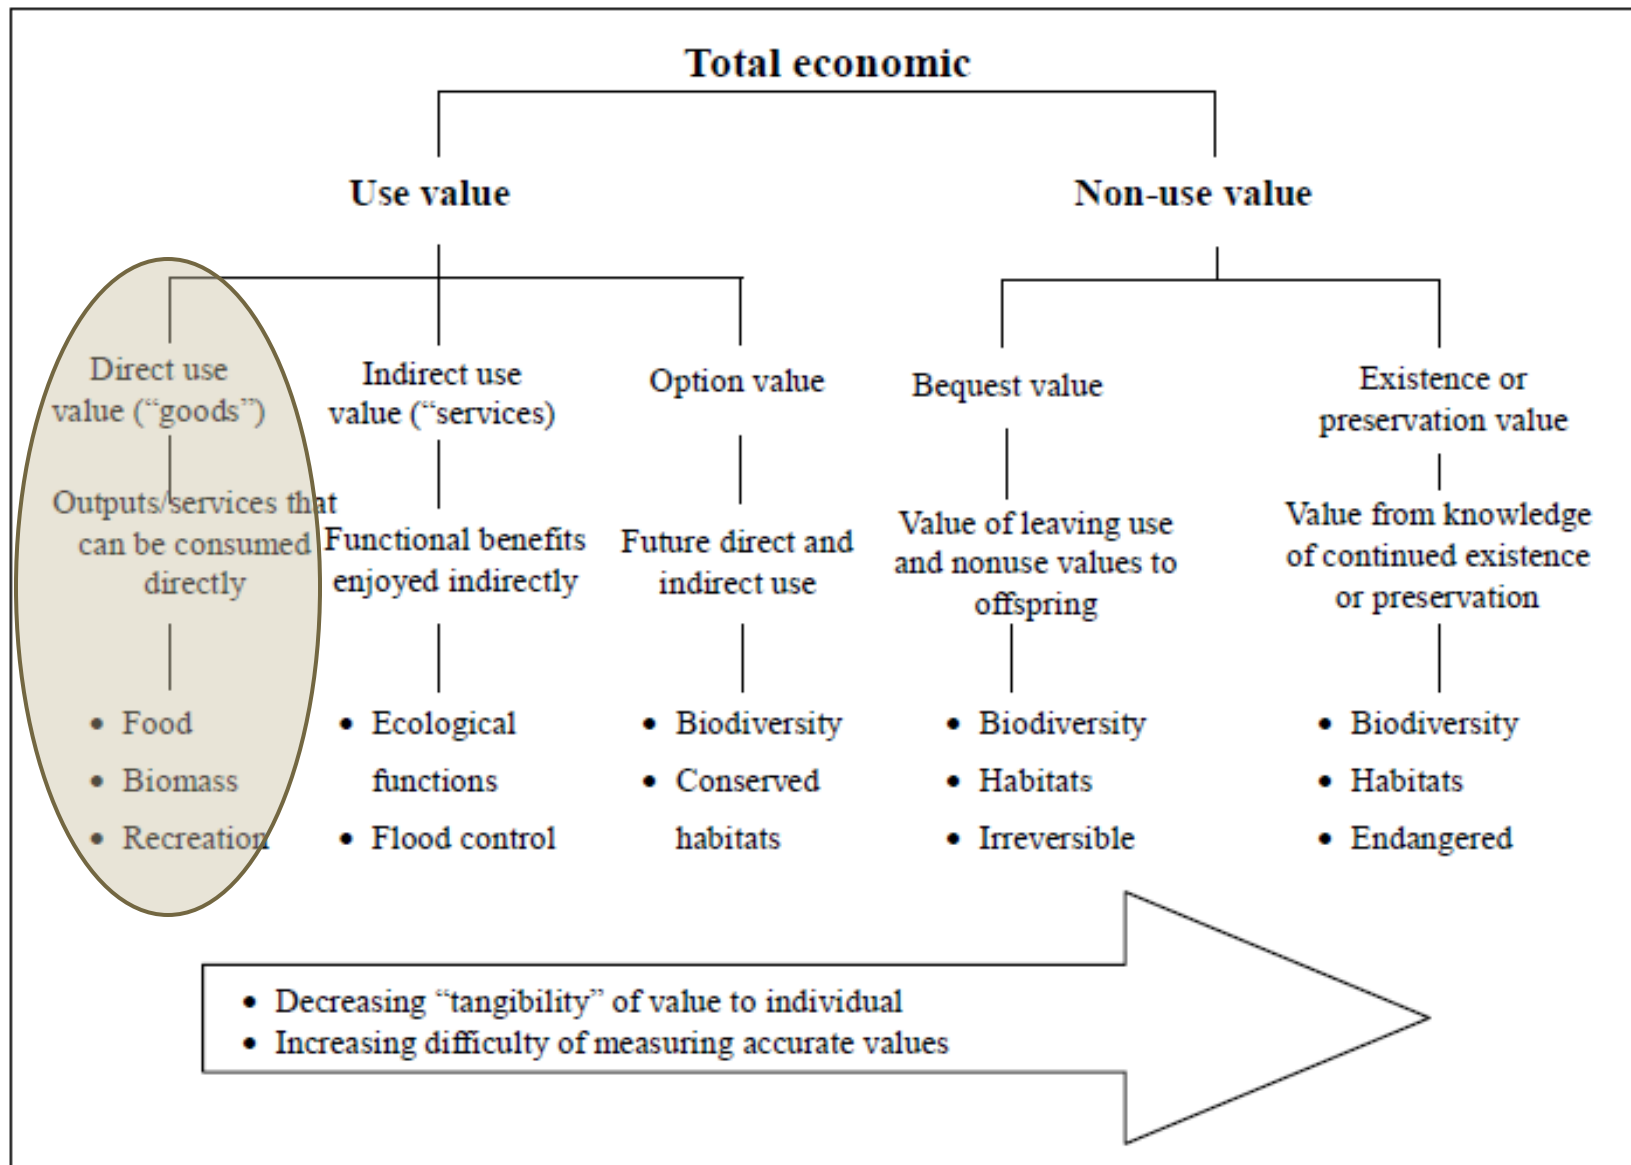 Total economic
Use value
Non-use value
Direct use
value (“goods”)
Indirect use
value (“services)
Option value
Bequest value
Existence or
preservation value
Outputs/services that
can be consumed
directly
Functional benefits
enjoyed indirectly
Future direct and
indirect use
Value of leaving use
and nonuse values to
offspring
Value from knowledge
of continued existence
or preservation
• Food
• Biomass
• Recreation
• Ecological
functions
• Flood control
• Biodiversity
• Conserved
habitats
• Biodiversity
• Habitats
• Irreversible
• Biodiversity
• Habitats
• Endangered
• Decreasing “tangibility” of value to individual
• Increasing difficulty of measuring accurate values